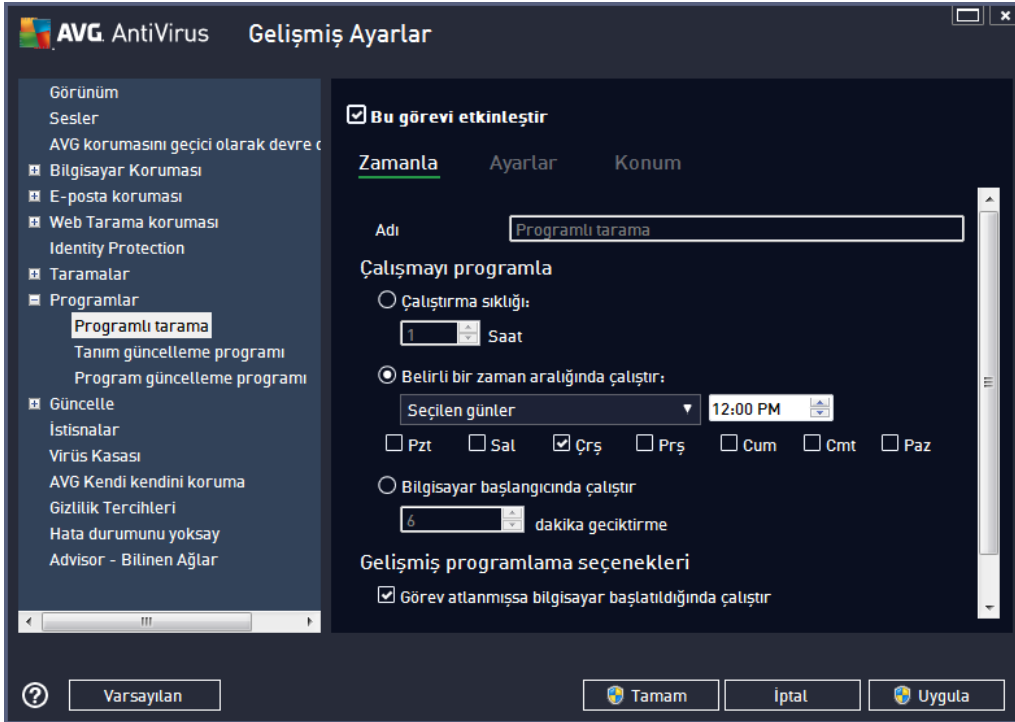 AVG AntiVirus Gelişmiş Ayarlar
Görünüm
Sesler
AVG korumasını geçici olarak devre d
Bilgisayar Koruması
E-posta koruması
Web Tarama koruması
Identity Protection
Taramalar
Programlar
Programlı tarama
Tanım güncelleme programı
Program güncelleme programı
Güncelle
İstisnalar
Virüs Kasası
AVG Kendi kendini koruma
Gizlilik Tercihleri
Hata durumunu yoksay
Advisor - Bilinen Ağlar
Bu görevi etkinleştir
Zamanla Ayarlar Konum
Adı Programlı tarama
Çalışmayı programla
Çalıştırma sıklığı:
1 Saat
Belirli bir zaman aralığında çalıştır:
Seçilen günler 12:00 PM
Pzt Sal Çrş Prş Cum Cmt Paz
Bilgisayar başlangıcında çalıştır
6 dakika geciktirme
Gelişmiş programlama seçenekleri
Görev atlanmışsa bilgisayar başlatıldığında çalıştır
? Varsayılan Tamam İptal Uygula